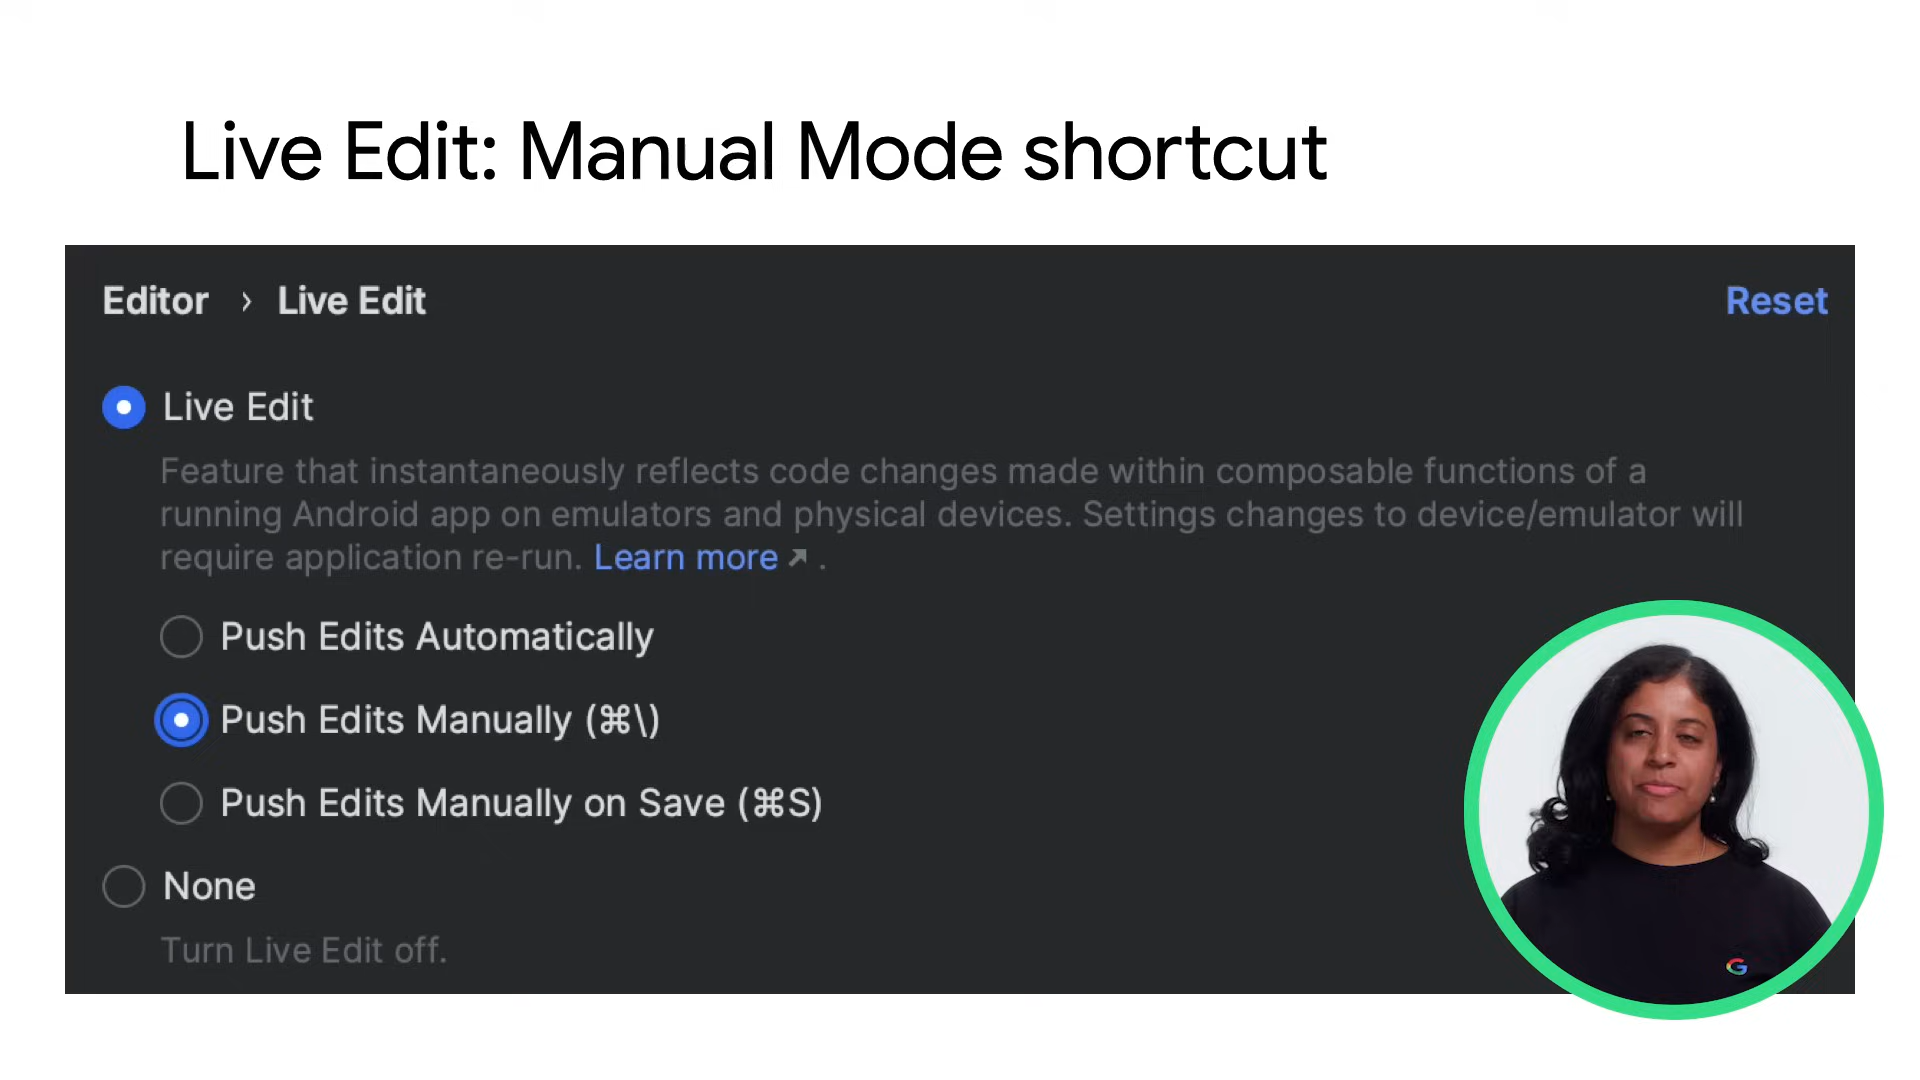 Live Edit: Manual Mode shortcut
Editor › Live Edit
Reset
Live Edit
Feature that instantaneously reflects code changes made within composable functions of a
running Android app on emulators and physical devices. Settings changes to device/emulator will
require application re-run. Learn more ↗ .
Push Edits Automatically
Push Edits Manually (⌘\)
Push Edits Manually on Save (⌘S)
None
Turn Live Edit off.
G